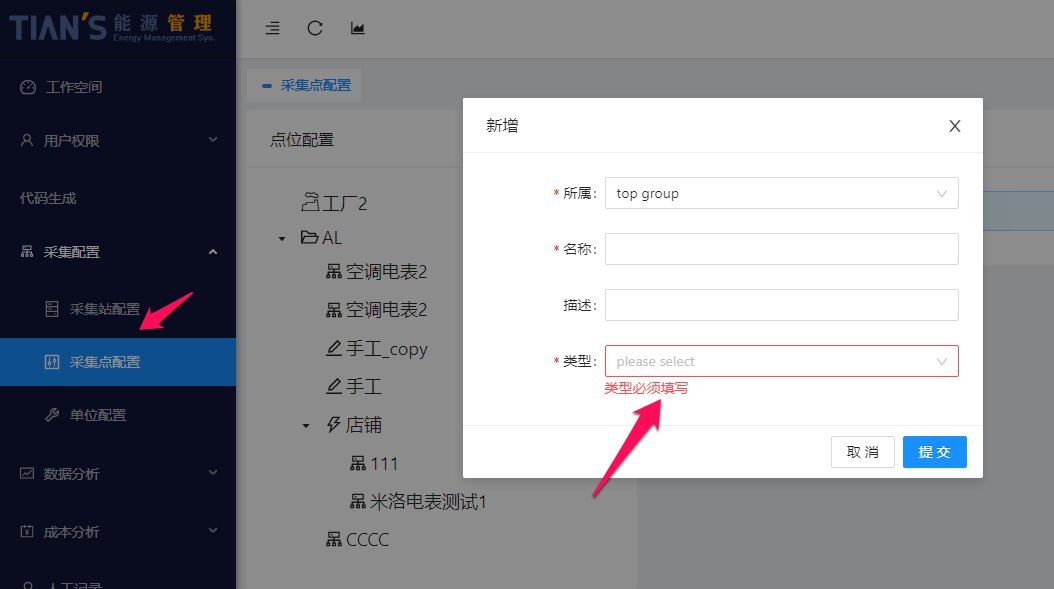 TIAN'S 能源管理
Energy Management Sys.
工作空间
用户权限
代码生成
采集配置
采集站配置
采集点配置
单位配置
数据分析
成本分析
人工记录
采集点配置
点位配置
工厂2
AL
空调电表2
空调电表2
手工_copy
手工
店铺
111
米洛电表测试1
CCCC
新增
X
* 所属:
top group
* 名称:
描述:
* 类型:
please select
类型必须填写
取 消
提 交